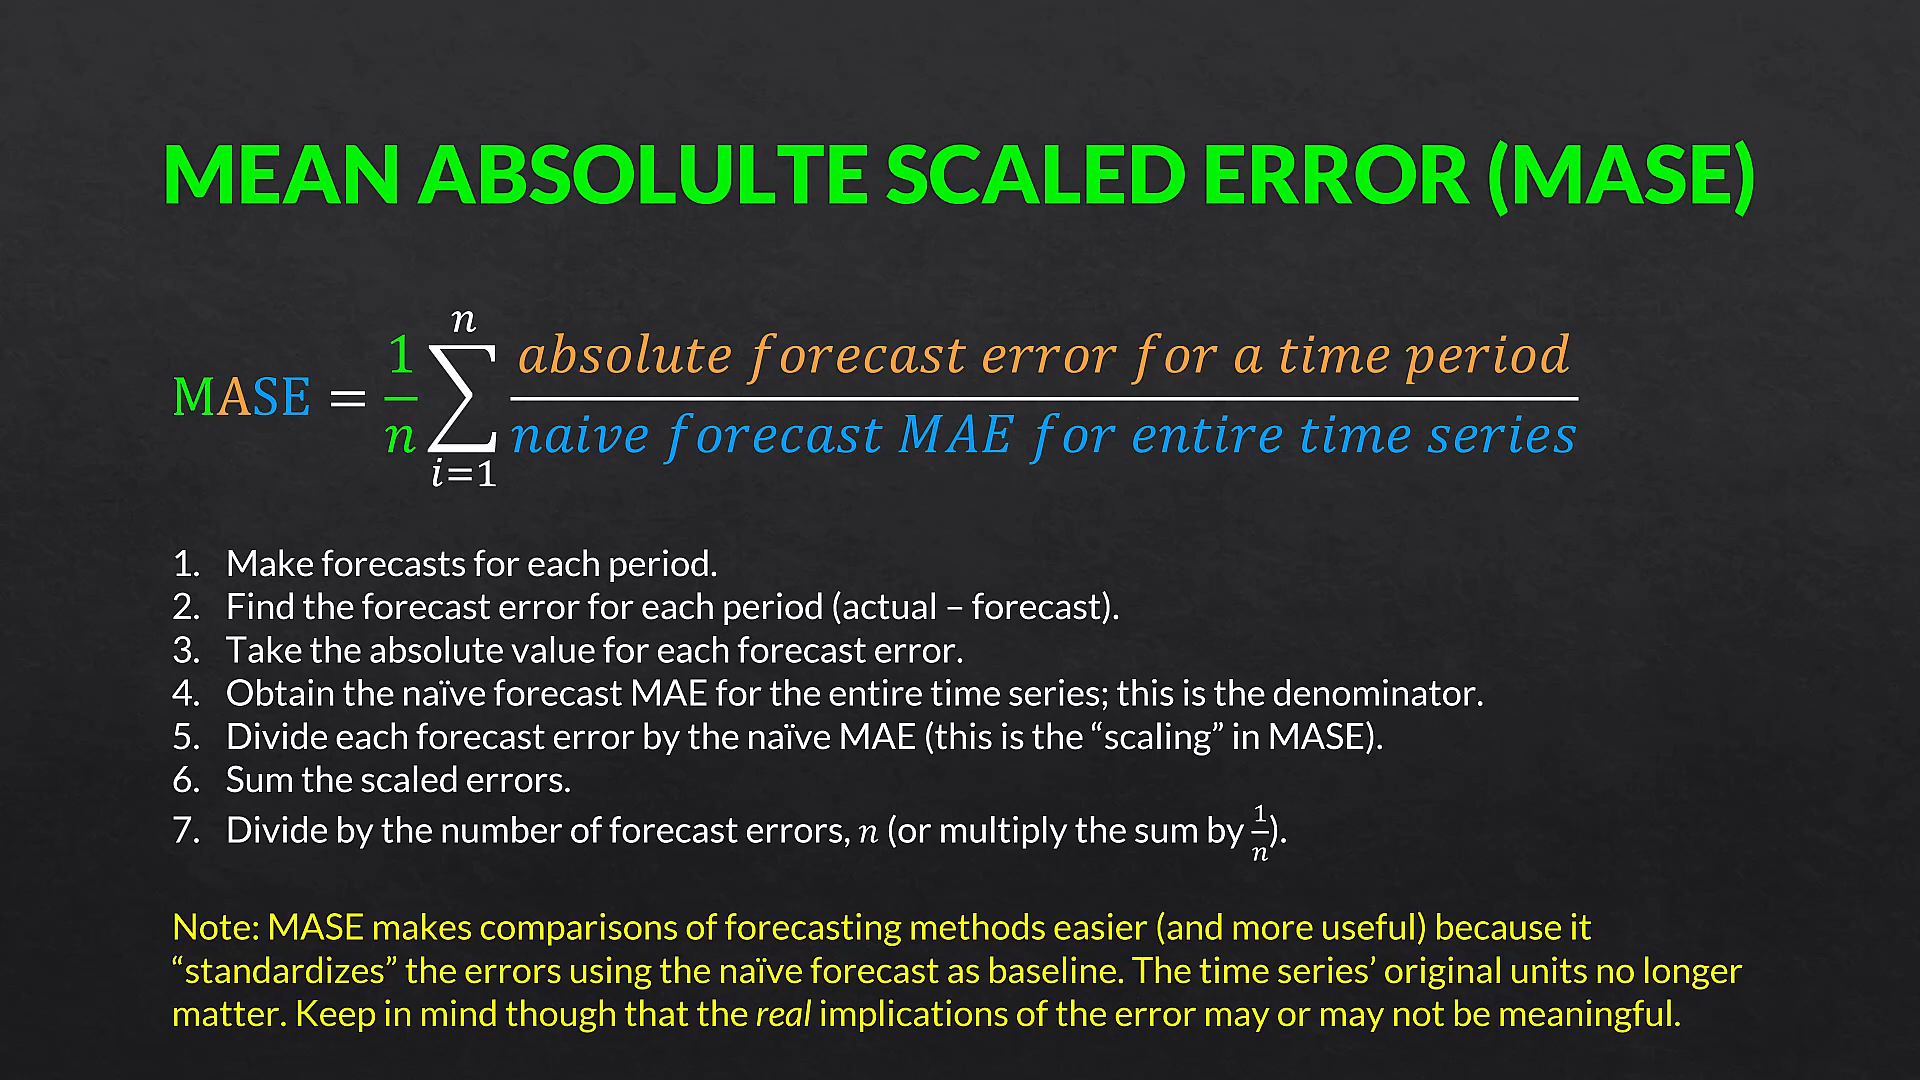 MEAN ABSOLULTE SCALED ERROR (MASE)
MASE = \frac{1}{n} \sum_{i=1}^{n} \frac{absolute forecast error for a time period}{naive forecast MAE for entire time series}
1. Make forecasts for each period.
2. Find the forecast error for each period (actual – forecast).
3. Take the absolute value for each forecast error.
4. Obtain the naïve forecast MAE for the entire time series; this is the denominator.
5. Divide each forecast error by the naïve MAE (this is the “scaling” in MASE).
6. Sum the scaled errors.
7. Divide by the number of forecast errors, n (or multiply the sum by \frac{1}{n}).
Note: MASE makes comparisons of forecasting methods easier (and more useful) because it
“standardizes” the errors using the naïve forecast as baseline. The time series’ original units no longer
matter. Keep in mind though that the real implications of the error may or may not be meaningful.